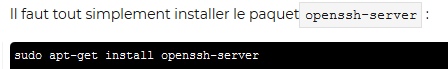 Il faut tout simplement installer le paquet openssh-server :
sudo apt-get install openssh-server